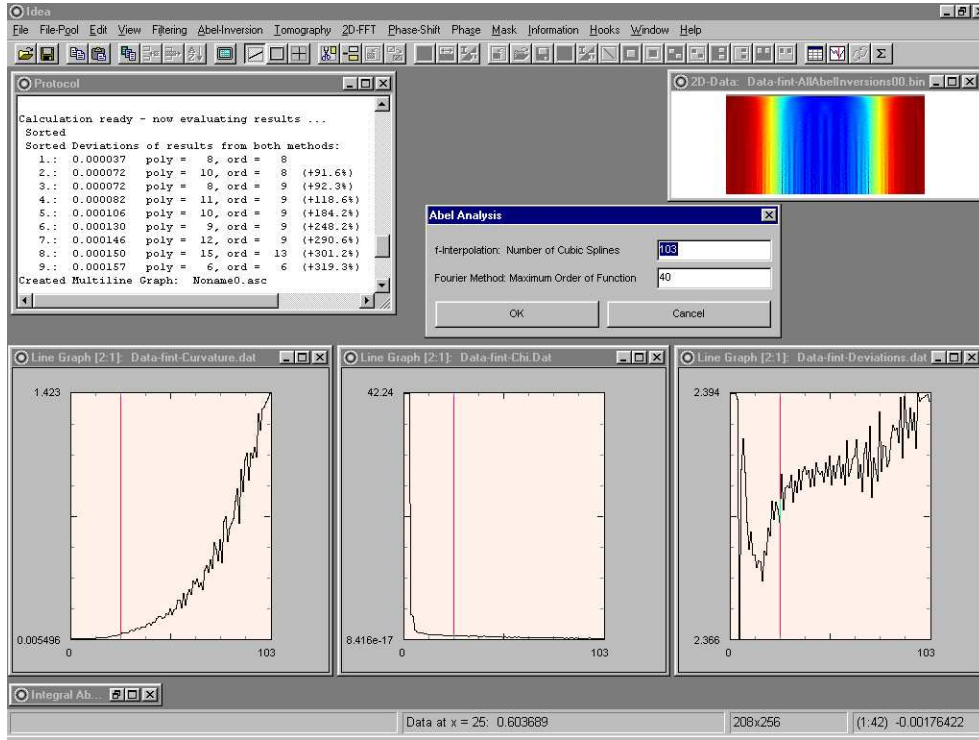 Idea
File File-Pool Edit View Filtering Abel-Inversion Tomography 2D-FFT Phase-Shift Phase Mask Information Hooks Window Help
Protocol
Calculation ready - now evaluating results ...
Sorted
Sorted Deviations of results from both methods:
1.: 0.000037 poly = 8, ord = 8
2.: 0.000072 poly = 10, ord = 8 (+91.6%)
3.: 0.000072 poly = 8, ord = 9 (+92.3%)
4.: 0.000082 poly = 11, ord = 9 (+118.6%)
5.: 0.000106 poly = 10, ord = 9 (+184.2%)
6.: 0.000130 poly = 9, ord = 9 (+248.2%)
7.: 0.000146 poly = 12, ord = 9 (+290.6%)
8.: 0.000150 poly = 15, ord = 13 (+301.2%)
9.: 0.000157 poly = 6, ord = 6 (+319.3%)
Created Multiline Graph: Noname0.asc
2D-Data: Data-fint-AllAbelInversions00.bin
Abel Analysis
f-Interpolation: Number of Cubic Splines 103
Fourier Method: Maximum Order of Function 40
OK Cancel
Line Graph [2:1]: Data-fint-Curvature.dat
1.423
0.005496
0 103
Line Graph [2:1]: Data-fint-Chi.Dat
42.24
8.416e-17
0 103
Line Graph [2:1]: Data-fint-Deviations.dat
2.394
2.366
0 103
Integral Ab...
Data at x = 25: 0.603689 208x256 (1:42) -0.00176422